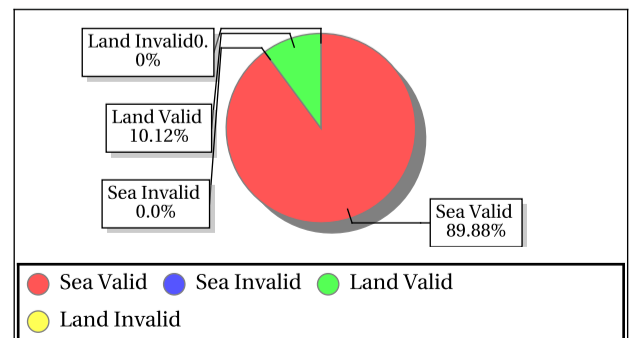 Land Invalid0.
0%
Land Valid
10.12%
Sea Invalid
0.0%
Sea Valid
89.88%
Sea Valid Sea Invalid Land Valid
Land Invalid